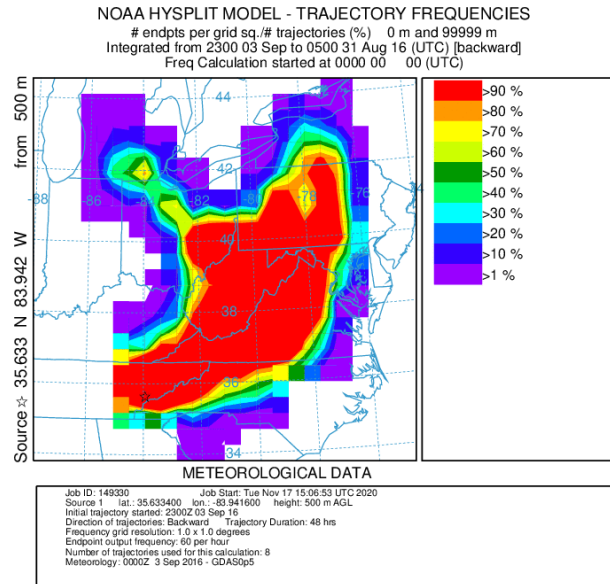 NOAA HYSPLIT MODEL - TRAJECTORY FREQUENCIES
# endpts per grid sq./# trajectories (%) 0 m and 99999 m
Integrated from 2300 03 Sep to 0500 31 Aug 16 (UTC) [backward]
Freq Calculation started at 0000 00 00 (UTC)
Source ☆ 35.633 N 83.942 W from 500 m
44
-88
-86
-82
-80
42
-78
-76
40
38
36
34
>90 %
>80 %
>70 %
>60 %
>50 %
>40 %
>30 %
>20 %
>10 %
>1 %
METEOROLOGICAL DATA
Job ID: 149330 Job Start: Tue Nov 17 15:06:53 UTC 2020
Source 1 lat.: 35.633400 lon.: -83.941600 height: 500 m AGL
Initial trajectory started: 2300Z 03 Sep 16
Direction of trajectories: Backward Trajectory Duration: 48 hrs
Frequency grid resolution: 1.0 x 1.0 degrees
Endpoint output frequency: 60 per hour
Number of trajectories used for this calculation: 8
Meteorology: 0000Z 3 Sep 2016 - GDAS0p5